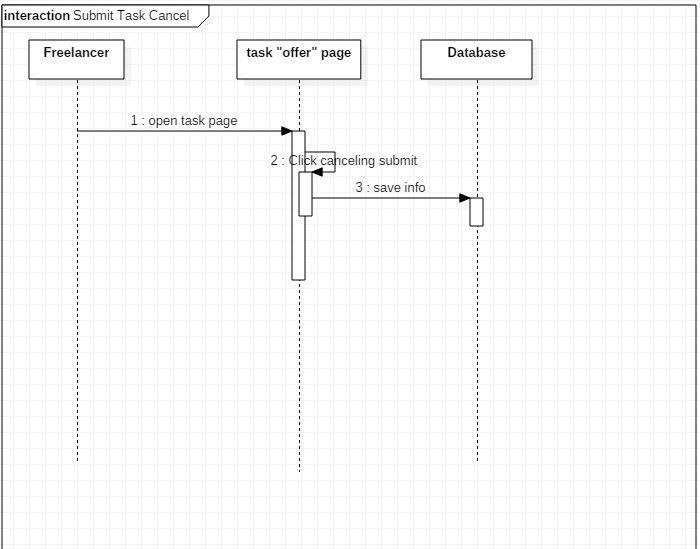 interaction Submit Task Cancel
Freelancer
task "offer" page
Database
1 : open task page
2 : Click canceling submit
3 : save info